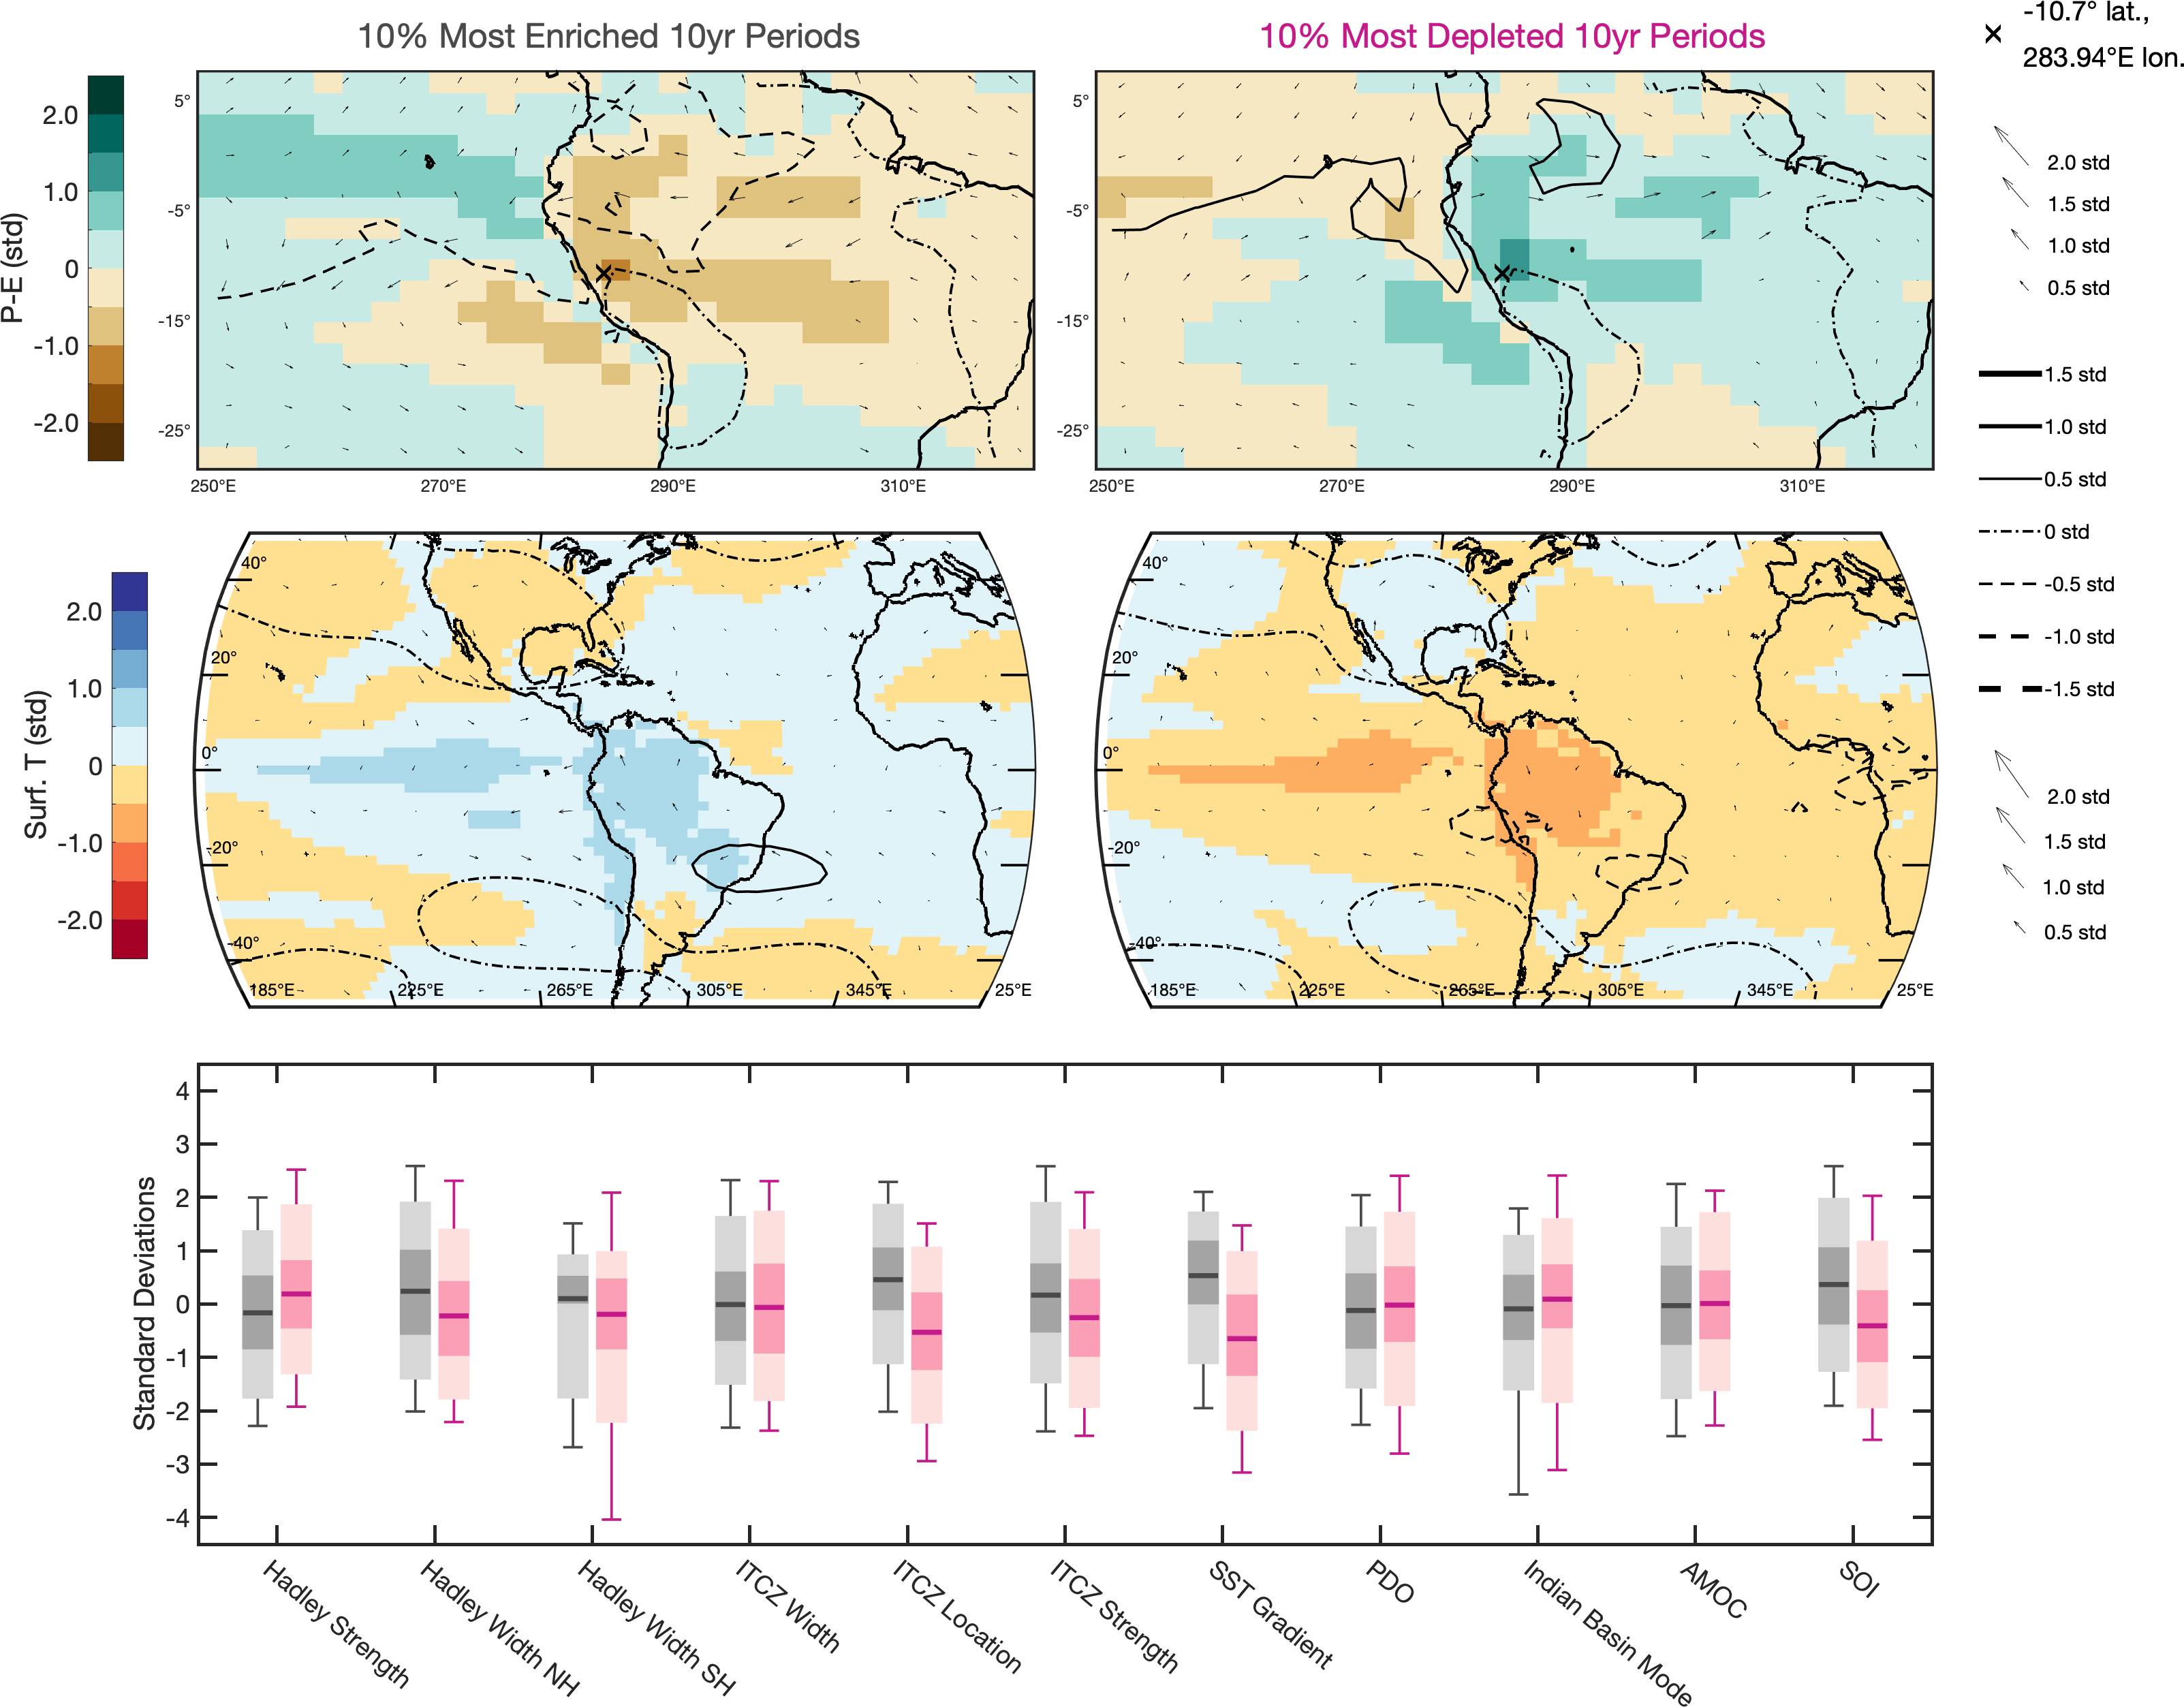 10% Most Enriched 10yr Periods
10% Most Depleted 10yr Periods
-10.7° lat.,
283.94°E lon.
P-E (std)
2.0
1.0
0
-1.0
-2.0
5°
-5°
-15°
-25°
250°E
270°E
290°E
310°E
5°
-5°
-15°
-25°
250°E
270°E
290°E
310°E
2.0 std
1.5 std
1.0 std
0.5 std
1.5 std
1.0 std
0.5 std
0 std
-0.5 std
-1.0 std
-1.5 std
Surf. T (std)
2.0
1.0
0
-1.0
-2.0
40°
20°
0°
-20°
-40°
185°E
225°E
265°E
305°E
345°E
25°E
40°
20°
0°
-20°
-40°
185°E
225°E
265°E
305°E
345°E
25°E
2.0 std
1.5 std
1.0 std
0.5 std
Standard Deviations
4
3
2
1
0
-1
-2
-3
-4
Hadley Strength
Hadley Width NH
Hadley Width SH
ITCZ Width
ITCZ Location
ITCZ Strength
SST Gradient
PDO
Indian Basin Mode
AMOC
SOI